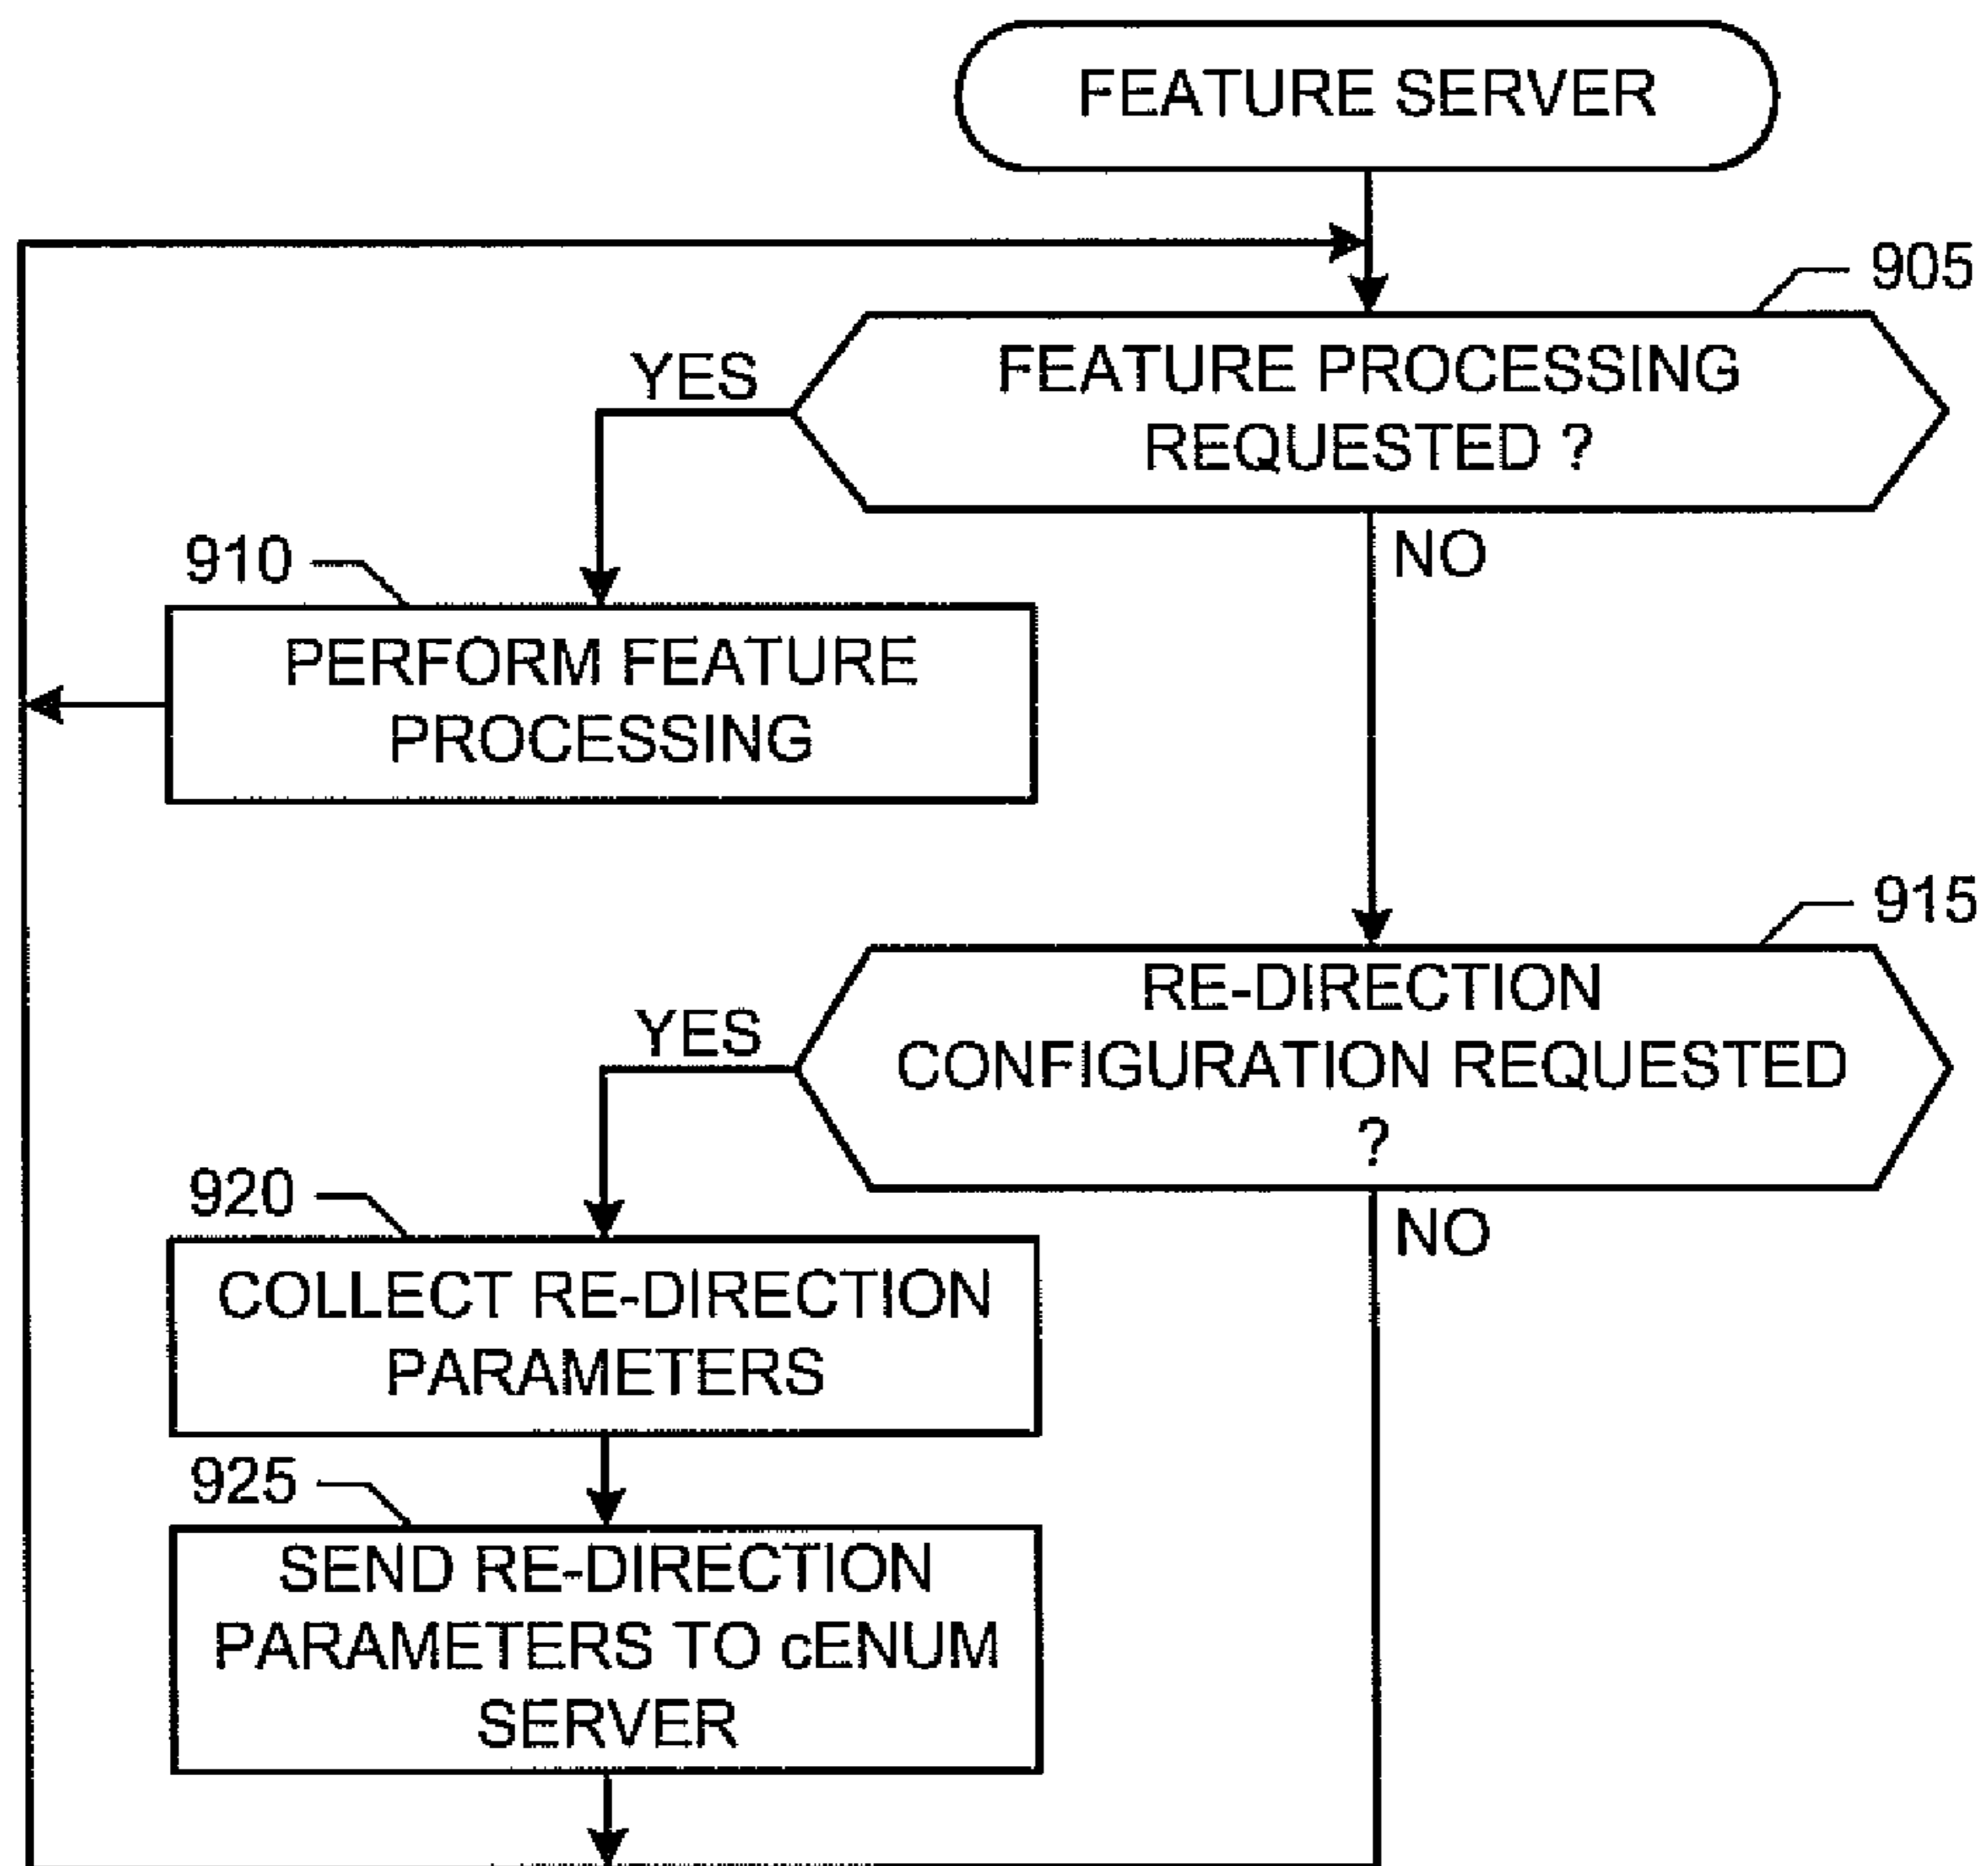 FEATURE SERVER
905
FEATURE PROCESSING
REQUESTED ?
YES
NO
910
PERFORM FEATURE
PROCESSING
915
RE-DIRECTION
CONFIGURATION REQUESTED
?
YES
NO
920
COLLECT RE-DIRECTION
PARAMETERS
925
SEND RE-DIRECTION
PARAMETERS TO cENUM
SERVER